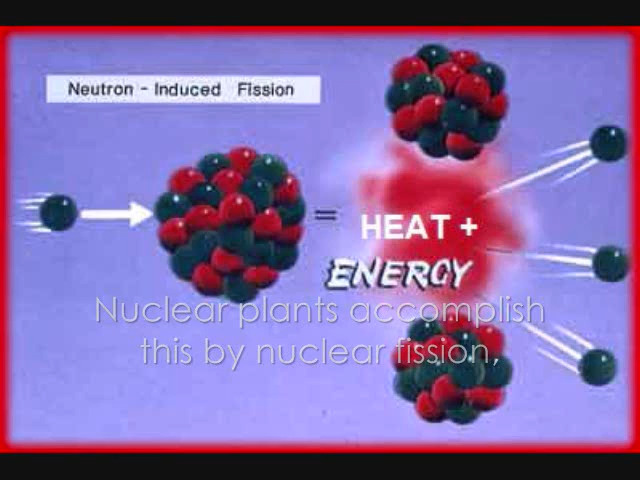 Neutron - Induced Fission
=
HEAT +
ENERGY
Nuclear plants accomplish
this by nuclear fission,